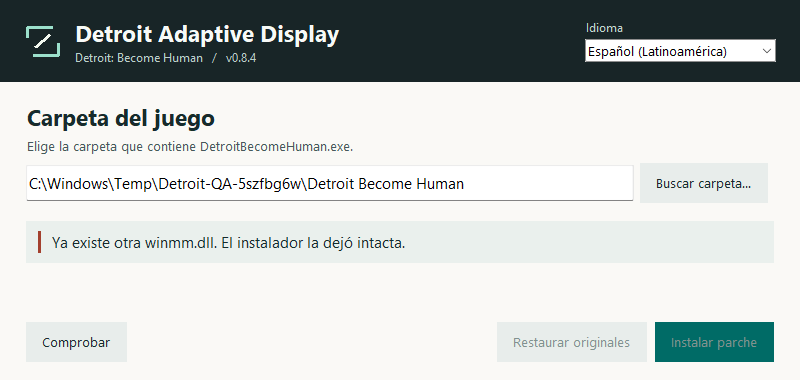 Detroit Adaptive Display
Detroit: Become Human / v0.8.4
Idioma
Español (Latinoamérica)
Carpeta del juego
Elige la carpeta que contiene DetroitBecomeHuman.exe.
C:\Windows\Temp\Detroit-QA-5szfbg6w\Detroit Become Human
Buscar carpeta...
Ya existe otra winmm.dll. El instalador la dejó intacta.
Comprobar
Restaurar originales
Instalar parche